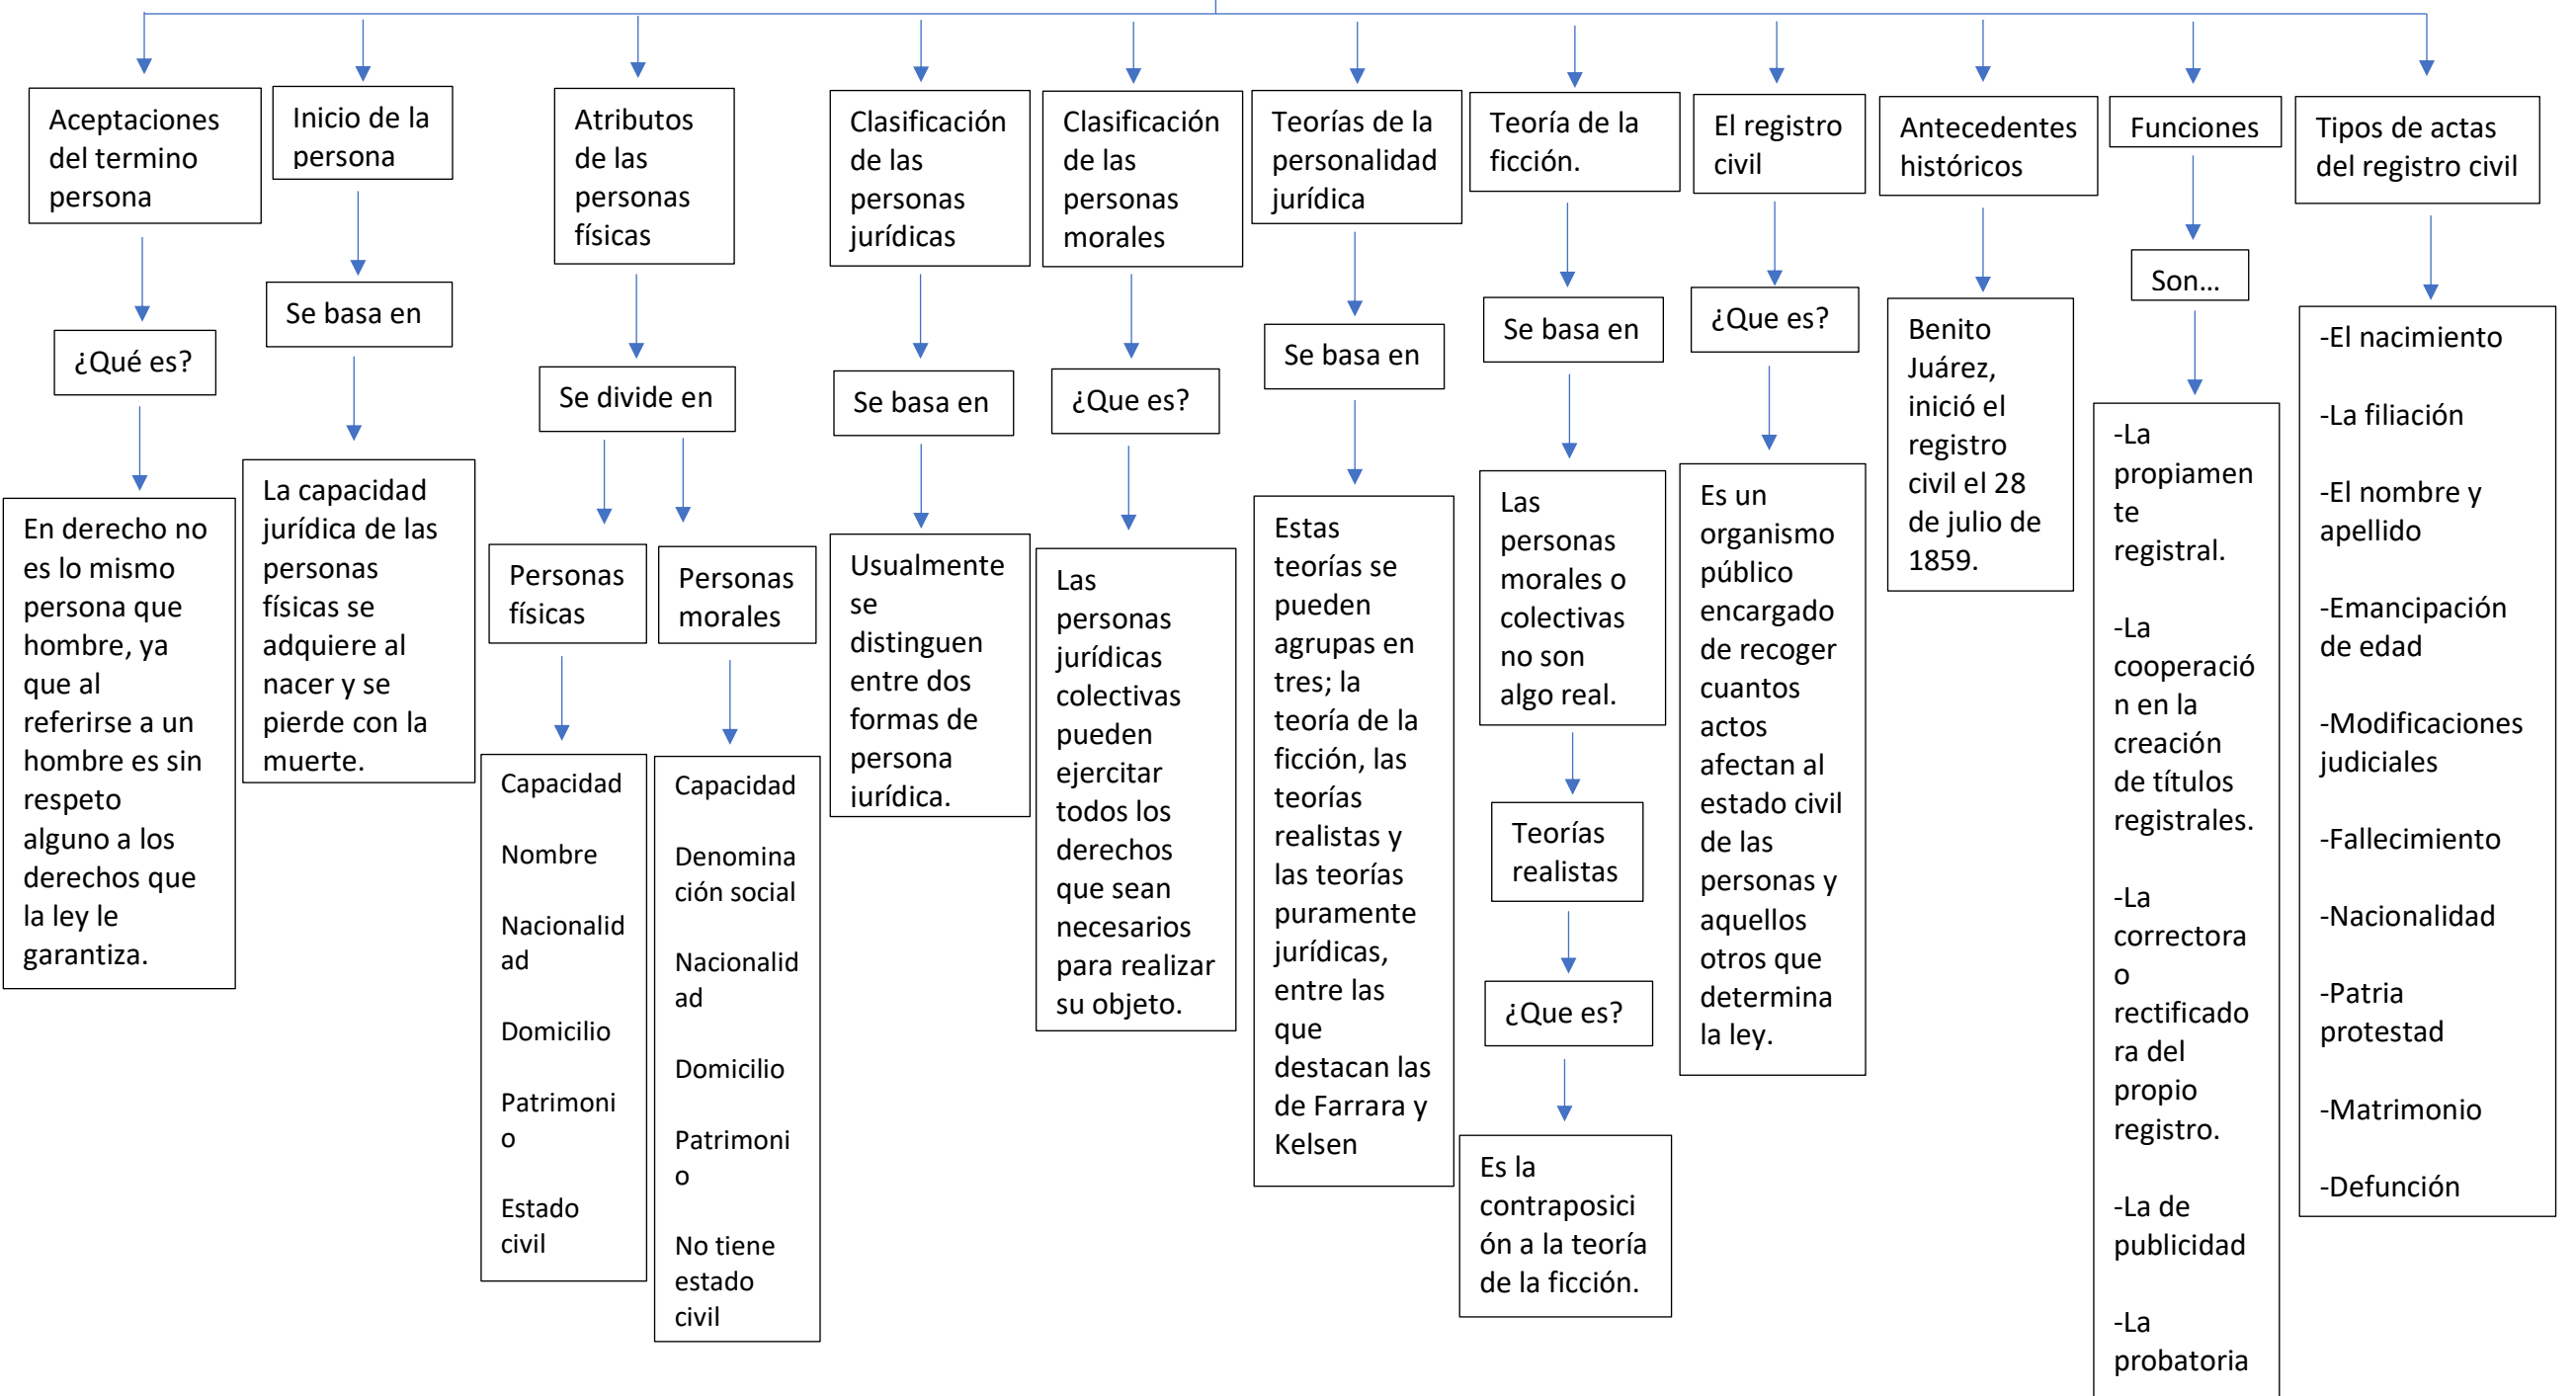 Aceptaciones
del termino
persona
¿Qué es?
En derecho no
es lo mismo
persona que
hombre, ya
que al
referirse a un
hombre es sin
respeto
alguno a los
derechos que
la ley le
garantiza.
Inicio de la
persona
Se basa en
La capacidad
jurídica de las
personas
físicas se
adquiere al
nacer y se
pierde con la
muerte.
Atributos
de las
personas
físicas
Se divide en
Personas
físicas
Capacidad
Nombre
Nacionalid
ad
Domicilio
Patrimoni
o
Estado
civil
Personas
morales
Capacidad
Denomina
ción social
Nacionalid
ad
Domicilio
Patrimoni
o
No tiene
estado
civil
Clasificación
de las
personas
jurídicas
Se basa en
Usualmente
se
distinguen
entre dos
formas de
persona
jurídica.
Clasificación
de las
personas
morales
¿Que es?
Las
personas
jurídicas
colectivas
pueden
ejercitar
todos los
derechos
que sean
necesarios
para realizar
su objeto.
Teorías de la
personalidad
jurídica
Se basa en
Estas
teorías se
pueden
agrupas en
tres; la
teoría de la
ficción, las
teorías
realistas y
las teorías
puramente
jurídicas,
entre las
que
destacan las
de Farrara y
Kelsen
Teoría de la
ficción.
Se basa en
Las
personas
morales o
colectivas
no son
algo real.
Teorías
realistas
¿Que es?
Es la
contraposici
ón a la teoría
de la ficción.
El registro
civil
¿Que es?
Es un
organismo
público
encargado
de recoger
cuantos
actos
afectan al
estado civil
de las
personas y
aquellos
otros que
determina
la ley.
Antecedentes
históricos
Benito
Juárez,
inició el
registro
civil el 28
de julio de
1859.
Funciones
Son...
-La
propiamen
te
registral.
-La
cooperació
n en la
creación
de títulos
registrales.
-La
correctora
o
rectificado
ra del
propio
registro.
-La de
publicidad
-La
probatoria
Tipos de actas
del registro civil
-El nacimiento
-La filiación
-El nombre y
apellido
-Emancipación
de edad
-Modificaciones
judiciales
-Fallecimiento
-Nacionalidad
-Patria
protestad
-Matrimonio
-Defunción